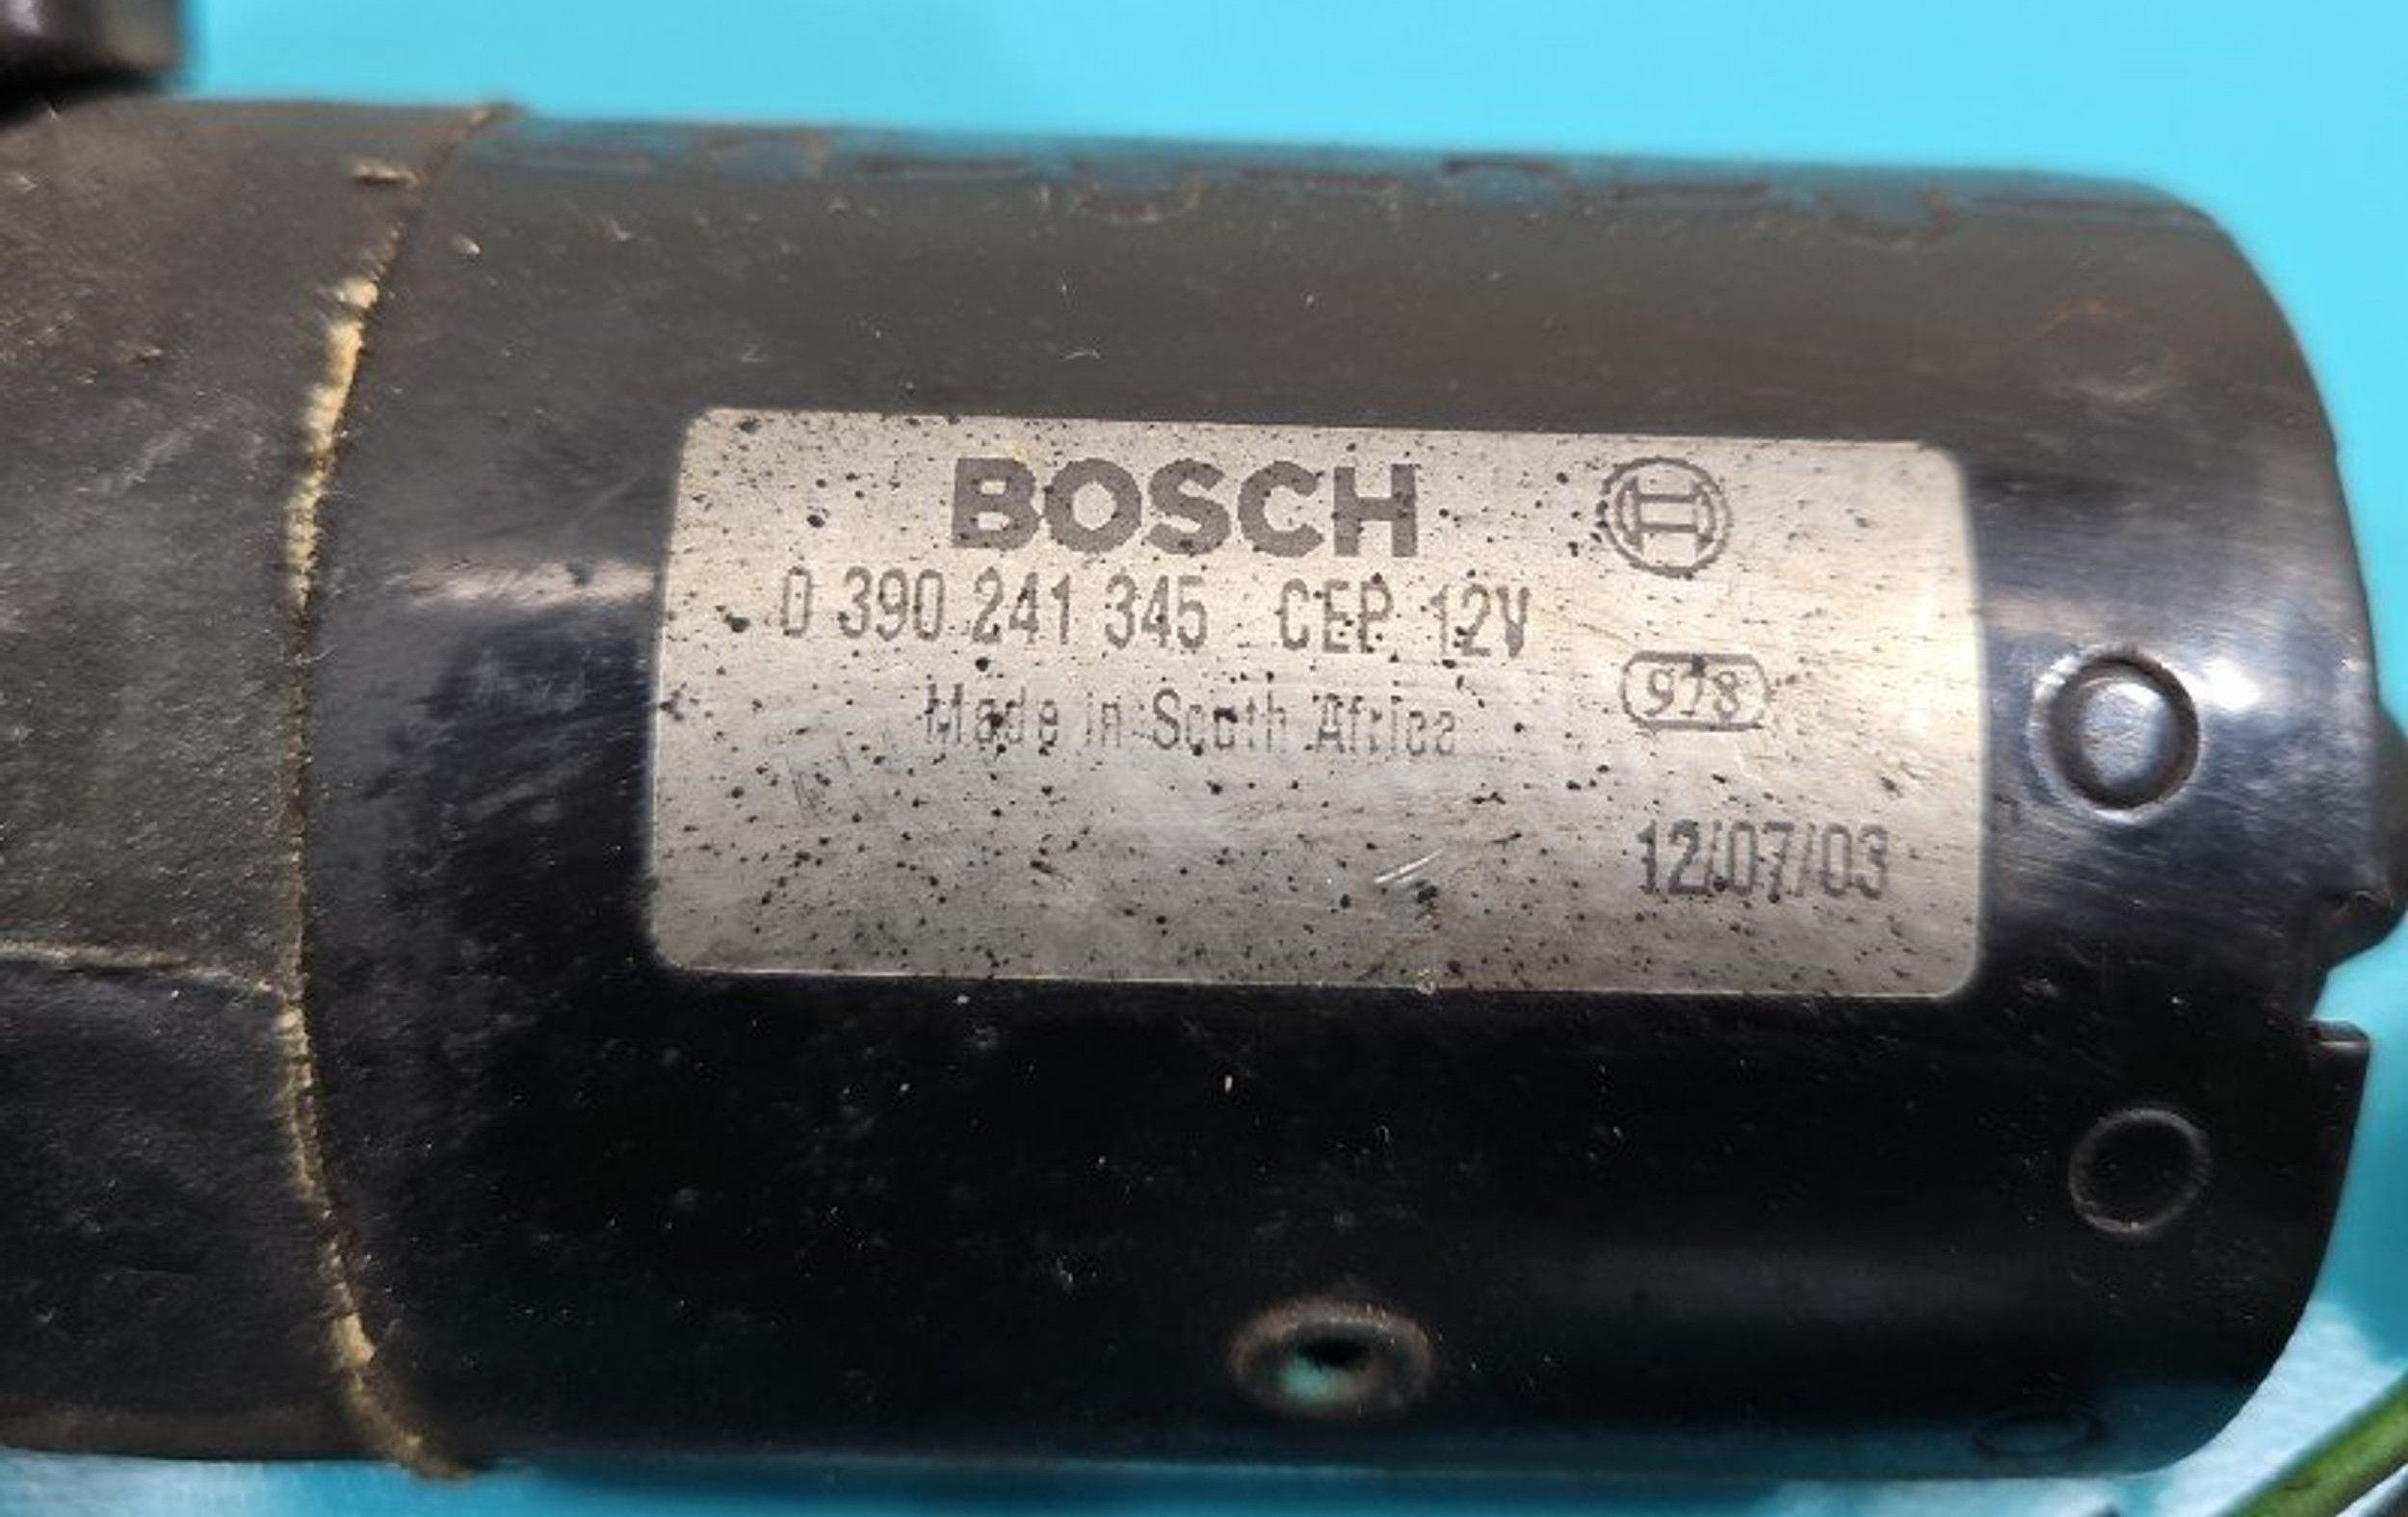 BOSCH
0 390 241 345 CEP 12V
Made in South Africa
978
12/07/03